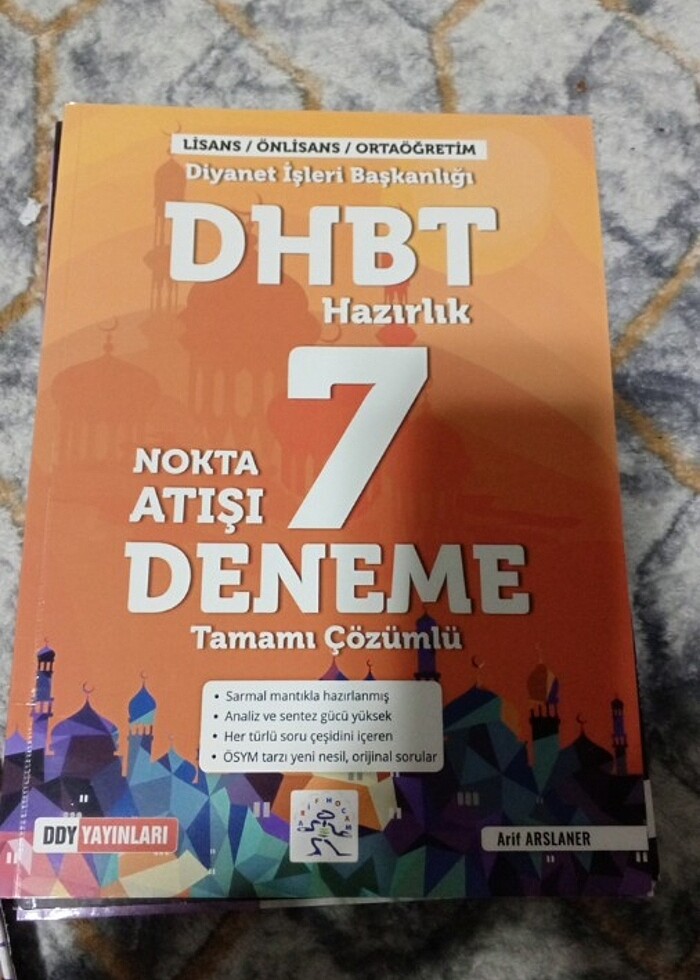 LİSANS / ÖNLİSANS / ORTAÖĞRETİM
Diyanet İşleri Başkanlığı
DHBT
Hazırlık
7
NOKTA
ATIŞI
DENEME
Tamamı Çözümlü
• Sarmal mantıkla hazırlanmış
• Analiz ve sentez gücü yüksek
• Her türlü soru çeşidini içeren
• ÖSYM tarzı yeni nesil, orijinal sorular
DDY YAYINLARI
ARİF HOCAM
Arif ARSLANER